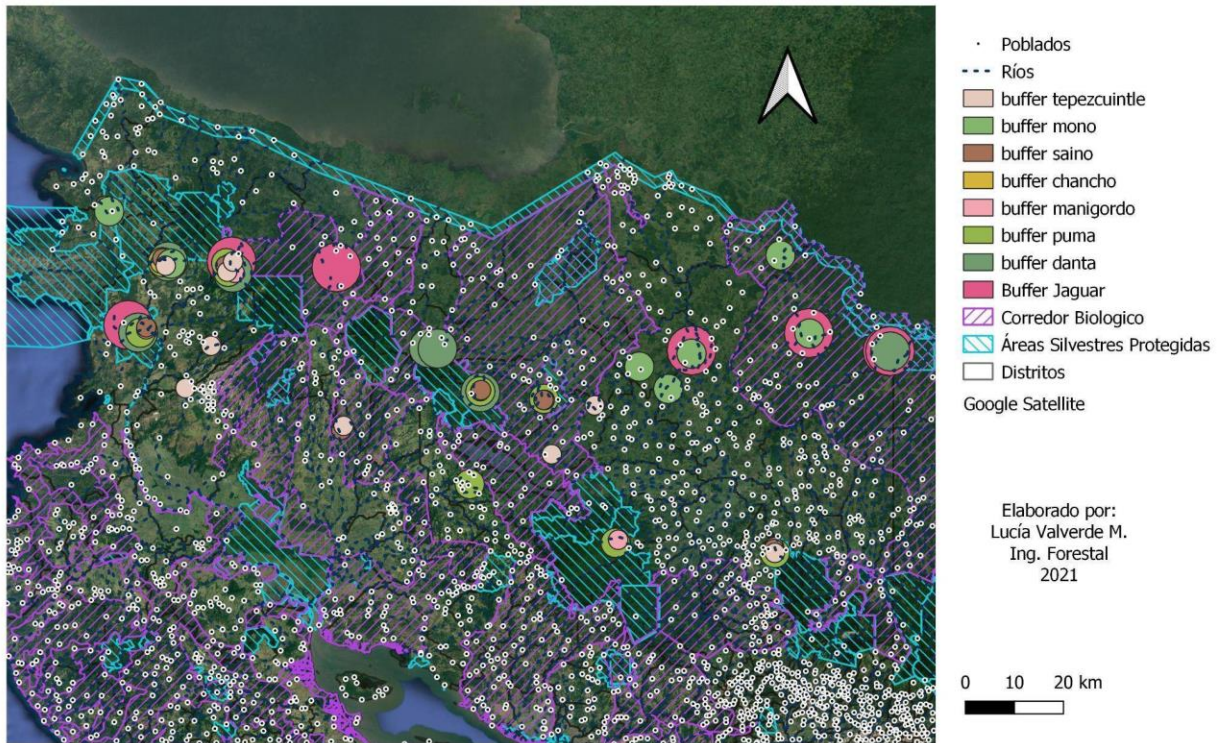 Poblados
Ríos
buffer tepezcuintle
buffer mono
buffer saino
buffer chancho
buffer manigordo
buffer puma
buffer danta
Buffer Jaguar
Corredor Biologico
Áreas Silvestres Protegidas
Distritos
Google Satellite
Elaborado por:
Lucía Valverde M.
Ing. Forestal
2021
0 10 20 km